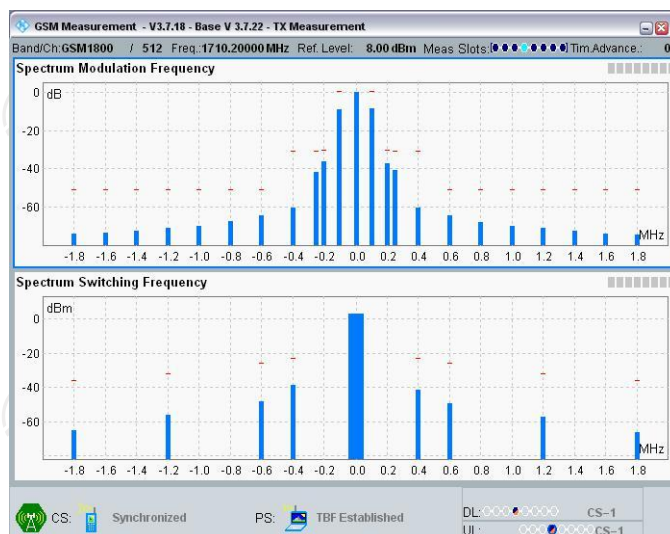 GSM Measurement - V3.7.18 - Base V 3.7.22 - TX Measurement
Band/Ch:GSM1800 / 512 Freq.:1710.20000 MHz Ref. Level: 8.00 dBm Meas Slots: Tim.Advance.: 0
Spectrum Modulation Frequency
dB
0
-20
-40
-60
MHz
-1.8 -1.6 -1.4 -1.2 -1.0 -0.8 -0.6 -0.4 -0.2 0.0 0.2 0.4 0.6 0.8 1.0 1.2 1.4 1.6 1.8
Spectrum Switching Frequency
dBm
0
-20
-40
-60
MHz
-1.8 -1.6 -1.4 -1.2 -1.0 -0.8 -0.6 -0.4 -0.2 0.0 0.2 0.4 0.6 0.8 1.0 1.2 1.4 1.6 1.8
CS: Synchronized PS: TBF Established DL: CS-1
UL: CS-1